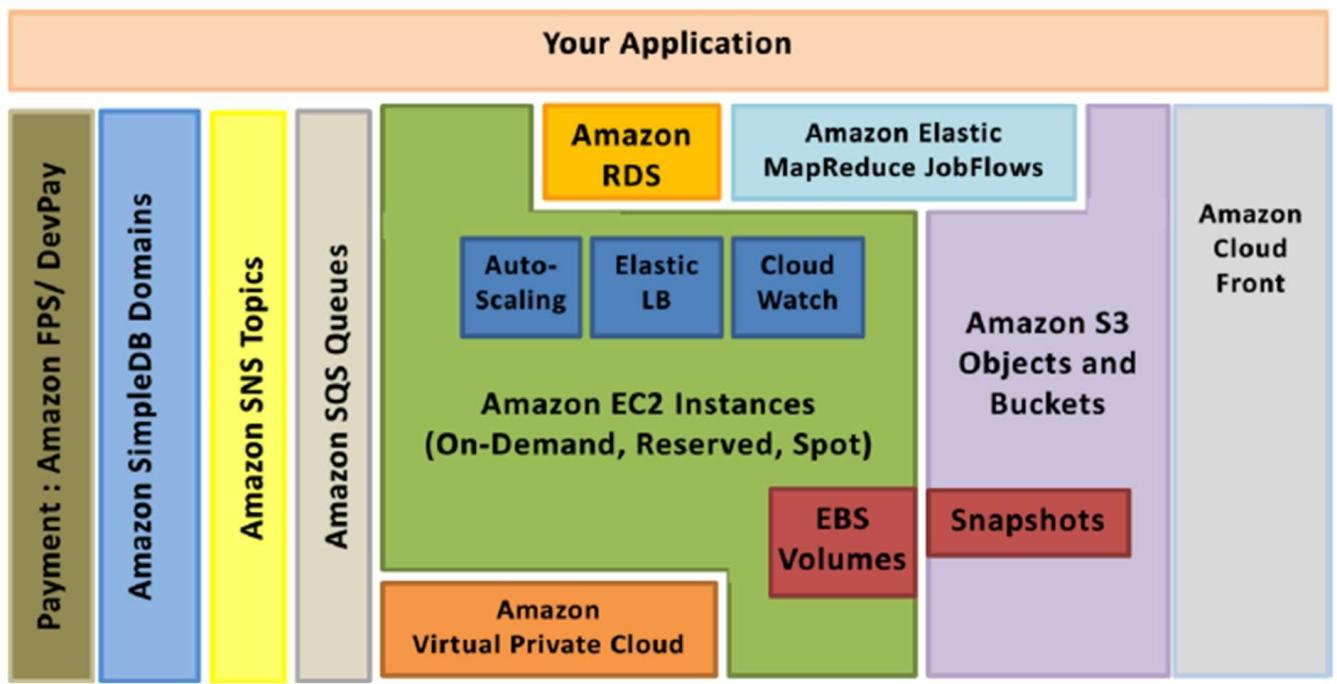 Your Application
Payment : Amazon FPS/ DevPay
Amazon SimpleDB Domains
Amazon SNS Topics
Amazon SQS Queues
Amazon
RDS
Amazon Elastic
MapReduce JobFlows
Auto-
Scaling
Elastic
LB
Cloud
Watch
Amazon EC2 Instances
(On-Demand, Reserved, Spot)
EBS
Volumes
Amazon
Virtual Private Cloud
Amazon S3
Objects and
Buckets
Snapshots
Amazon
Cloud
Front